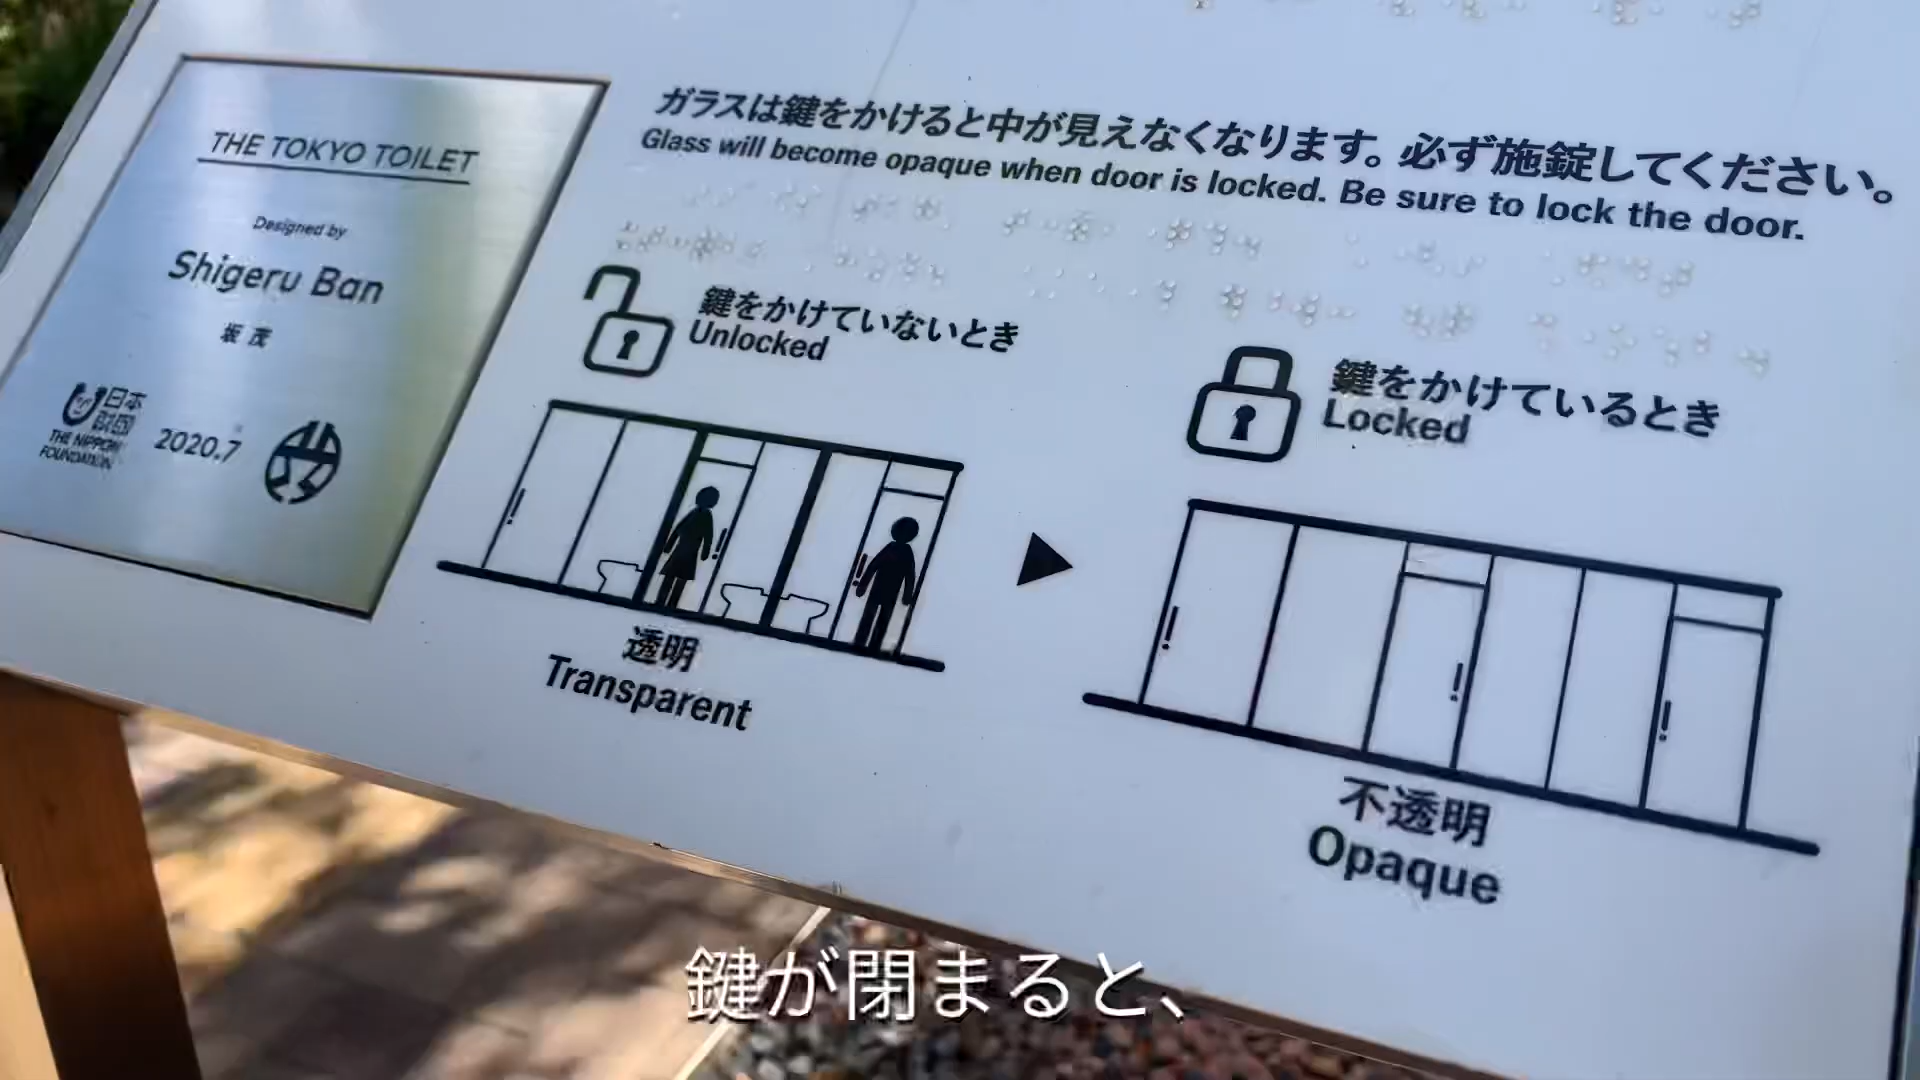 THE TOKYO TOILET
Designed by
Shigeru Ban
坂 茂
日本
財団
THE NIPPON
FOUNDATION
2020.7
ガラスは鍵をかけると中が見えなくなります。必ず施錠してください。
Glass will become opaque when door is locked. Be sure to lock the door.
鍵をかけていないとき
Unlocked
透明
Transparent
鍵をかけているとき
Locked
不透明
Opaque
鍵が閉まると、